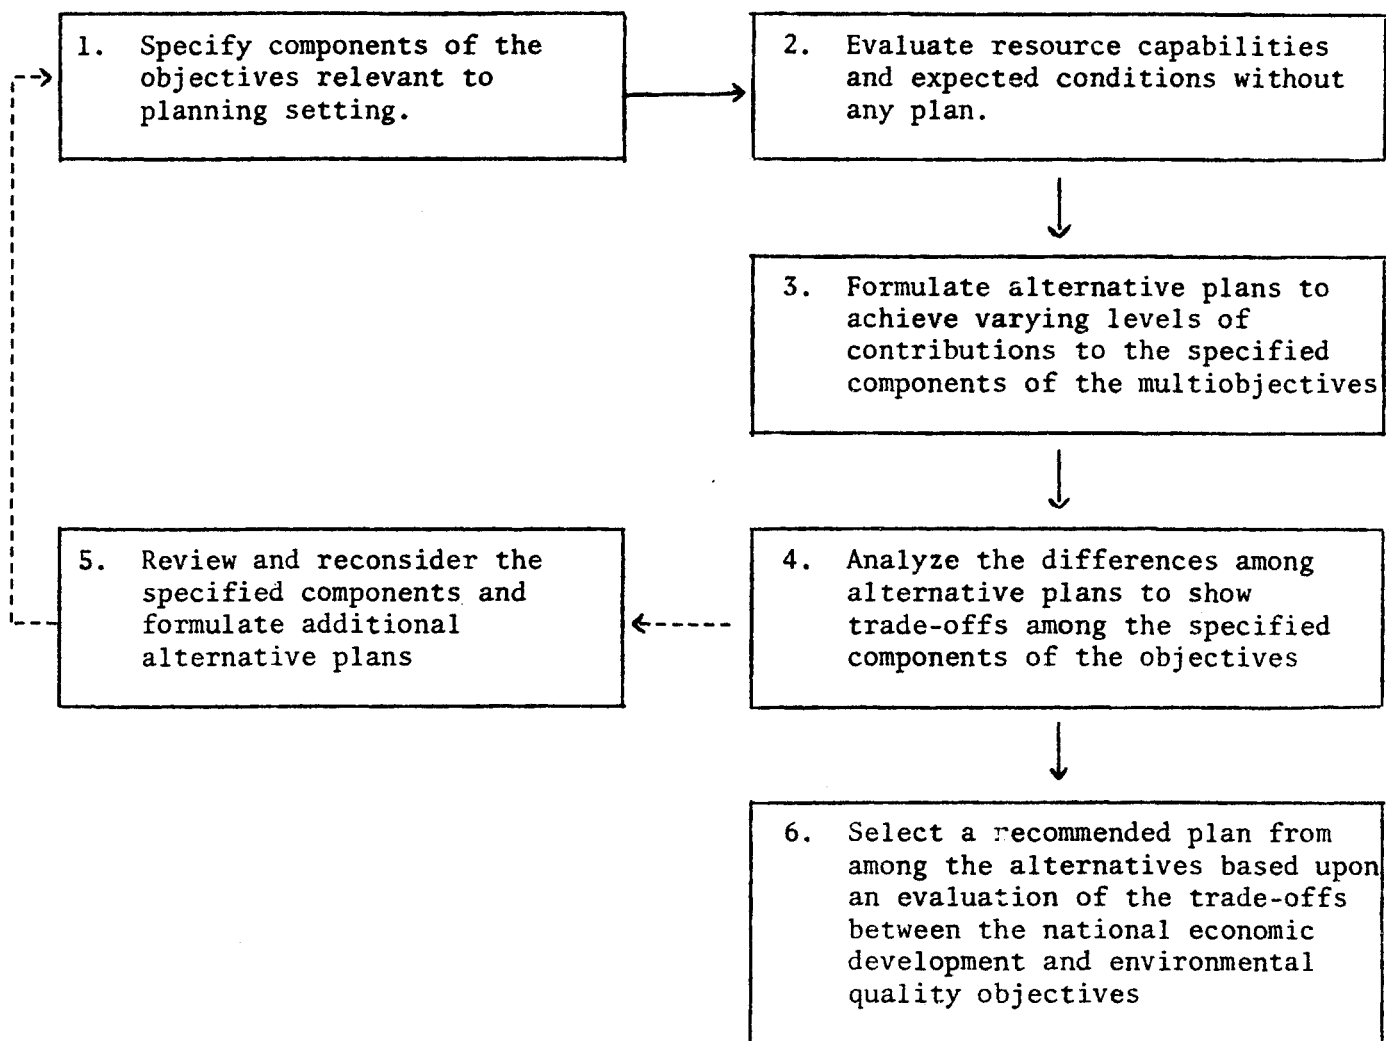 1. Specify components of the
objectives relevant to
planning setting.
2. Evaluate resource capabilities
and expected conditions without
any plan.
3. Formulate alternative plans to
achieve varying levels of
contributions to the specified
components of the multiobjectives
4. Analyze the differences among
alternative plans to show
trade-offs among the specified
components of the objectives
5. Review and reconsider the
specified components and
formulate additional
alternative plans
6. Select a recommended plan from
among the alternatives based upon
an evaluation of the trade-offs
between the national economic
development and environmental
quality objectives